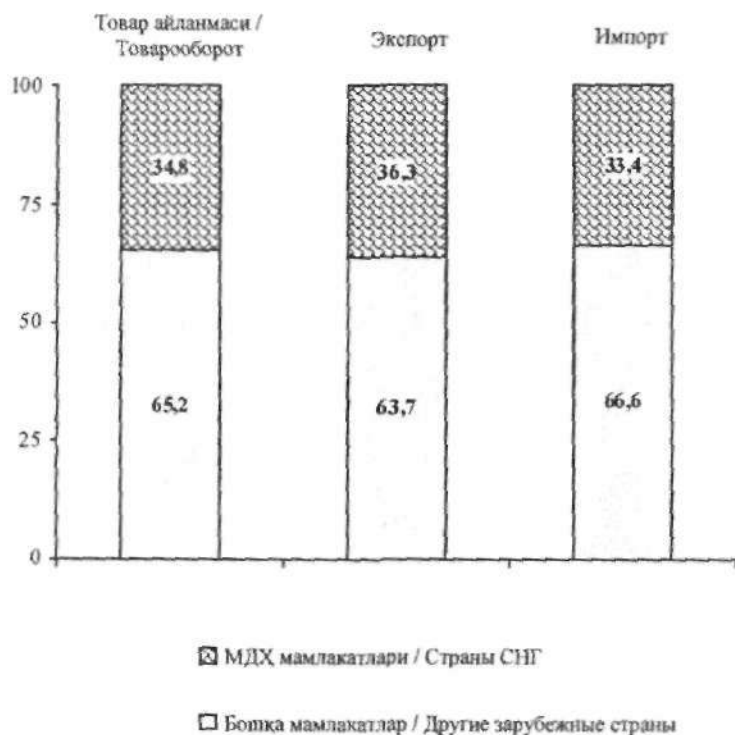 Товар айланмаси /
Товарооборот
Экспорт
Импорт
100
34,8
36,3
33,4
75
50
65,2
63,7
66,6
25
0
МДҲ мамлакатлари / Страны СНГ
Бошқа мамлакатлар / Другие зарубежные страны